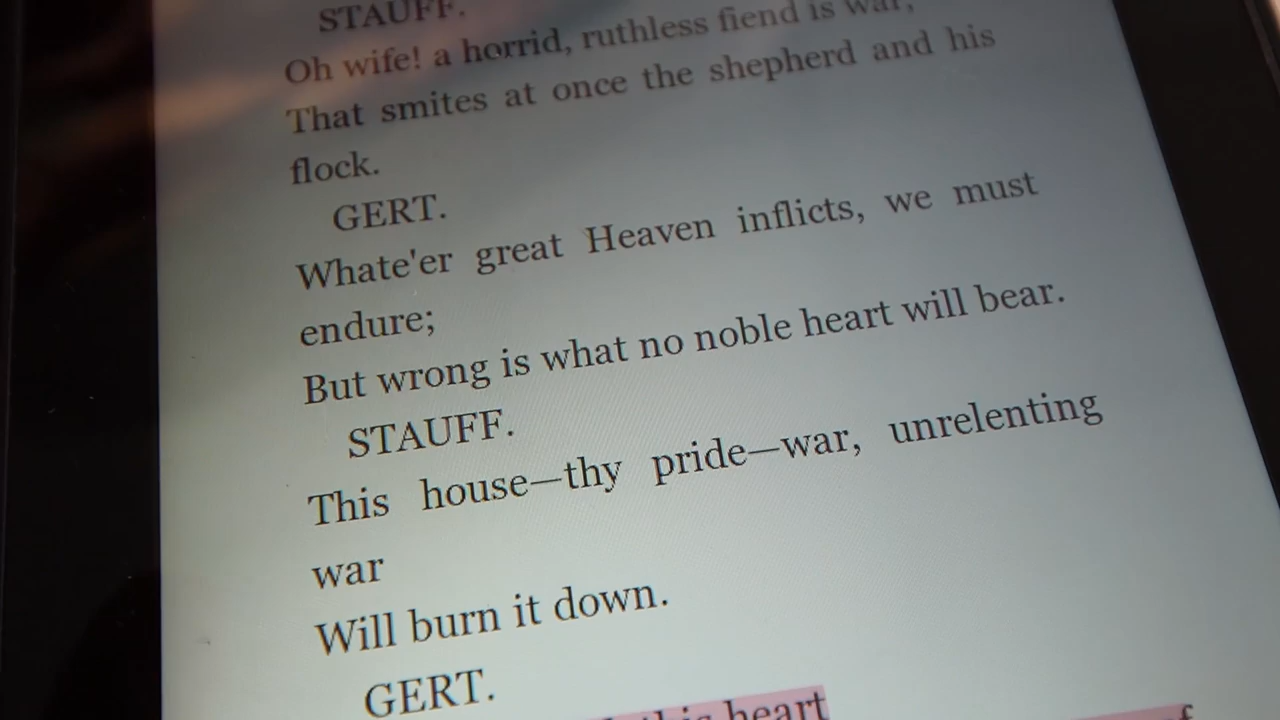 STAUFF.
Oh wife! a horrid, ruthless fiend is war,
That smites at once the shepherd and his
flock.
GERT.
Whate'er great Heaven inflicts, we must
endure;
But wrong is what no noble heart will bear.
STAUFF.
This house—thy pride—war, unrelenting
war
Will burn it down.
GERT.
this heart